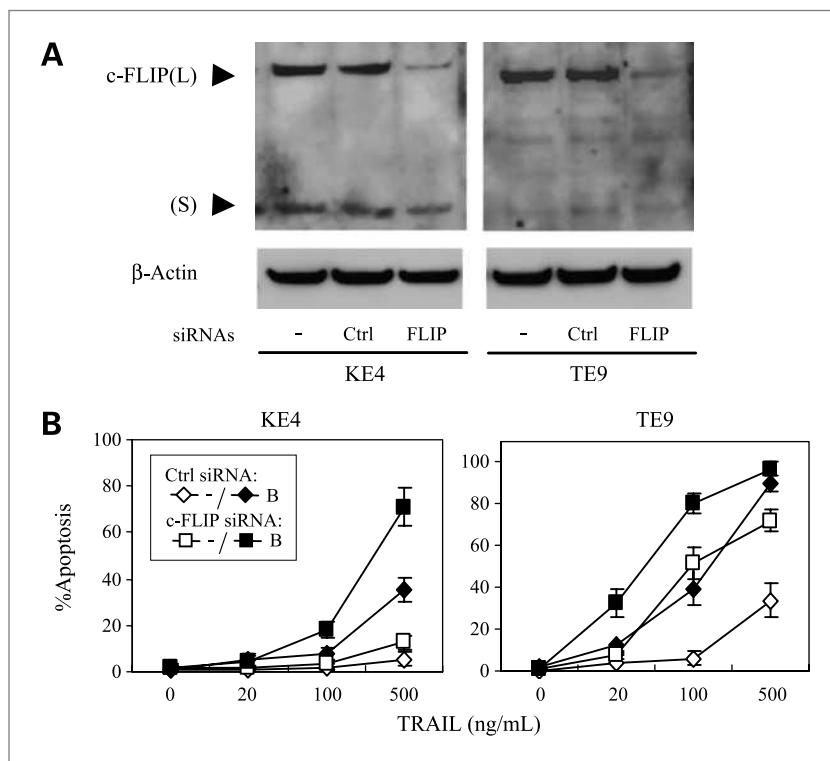 A
c-FLIP(L)
(S)
β-Actin
siRNAs - Ctrl FLIP - Ctrl FLIP
KE4 TE9
B
KE4 TE9
%Apoptosis
100
80
60
40
20
0
Ctrl siRNA:
- / B
c-FLIP siRNA:
- / B
100
80
60
40
20
0
0 20 100 500 0 20 100 500
TRAIL (ng/mL)